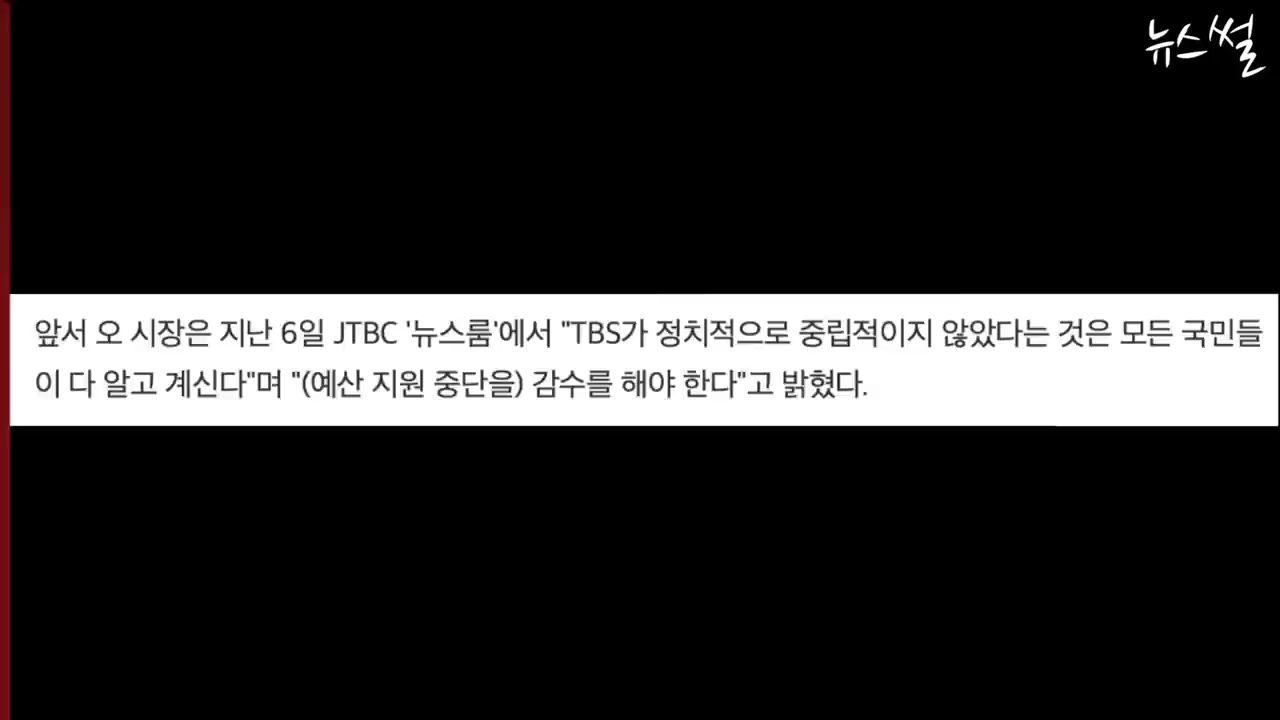 뉴스썰
앞서 오 시장은 지난 6일 JTBC '뉴스룸'에서 "TBS가 정치적으로 중립적이지 않았다는 것은 모든 국민들
이 다 알고 계신다"며 "(예산 지원 중단을) 감수를 해야 한다"고 밝혔다.